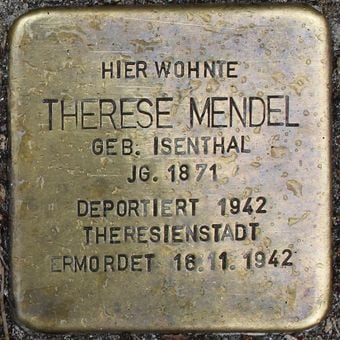 HIER WOHNTE
THERESE MENDEL
GEB. ISENTHAL
JG. 1871
DEPORTIERT 1942
THERESIENSTADT
ERMORDET 16.11.1942